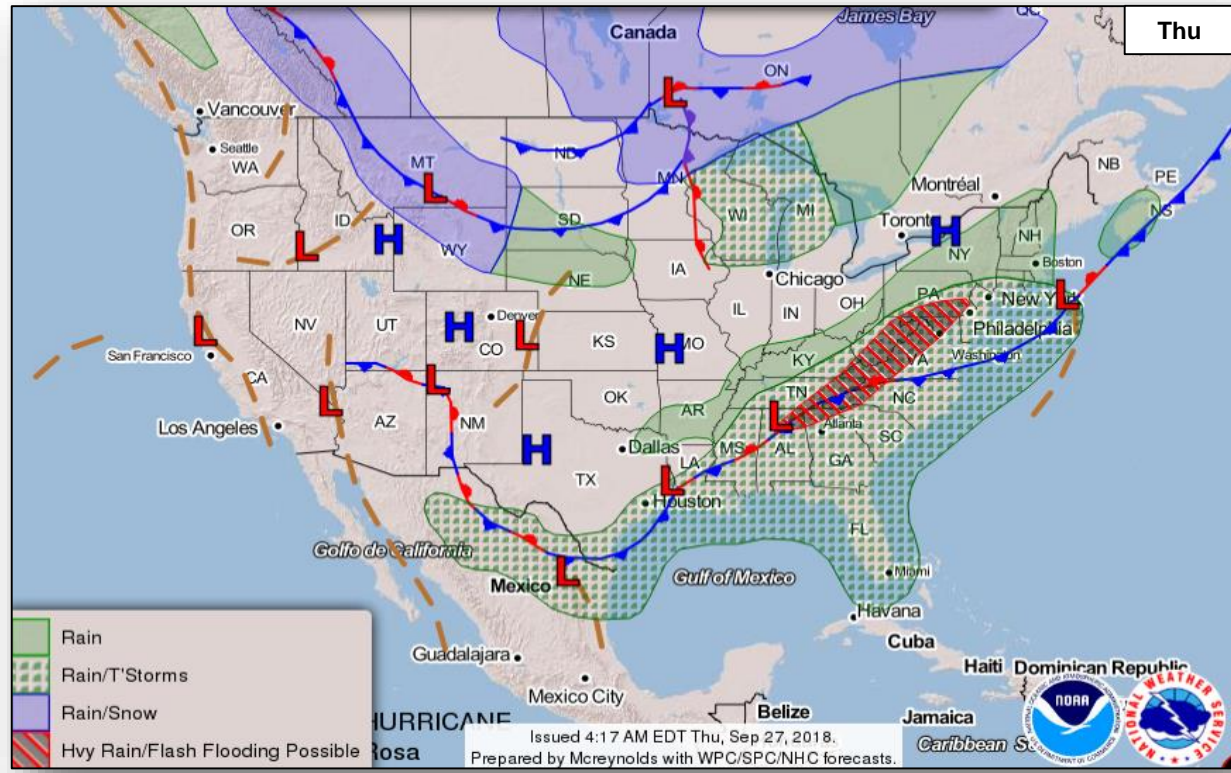 James Bay
QC
Thu
Canada
ON
Vancouver
Seattle
WA
MT
ND
MN
NB
PE
Montréal
NS
OR
ID
SD
WI
MI
Toronto
NH
L
L
L
H
WY
H
NY
Boston
IA
NE
Chicago
PA
New York
L
L
L
NV
UT
H
Denver
CO
L
KS
H
MO
IL
IN
OH
Philadelphia
San Francisco
VA
Washington
KY
CA
L
L
OK
TN
NC
AZ
NM
AR
L
Atlanta
SC
Los Angeles
H
Dallas
MS
AL
GA
LA
TX
L
Houston
FL
Golfo de California
L
Mexico
Gulf of Mexico
Miami
Havana
Rain
Cuba
Guadalajara
Haiti
Dominican Republic
Rain/T'Storms
Mexico City
Rain/Snow
HURRICANE
Belize
Jamaica
NOAA
Hvy Rain/Flash Flooding Possible
Rosa
Issued 4:17 AM EDT Thu, Sep 27, 2018.
Prepared by Mcreynolds with WPC/SPC/NHC forecasts.
Caribbean
NATIONAL WEATHER SERVICE